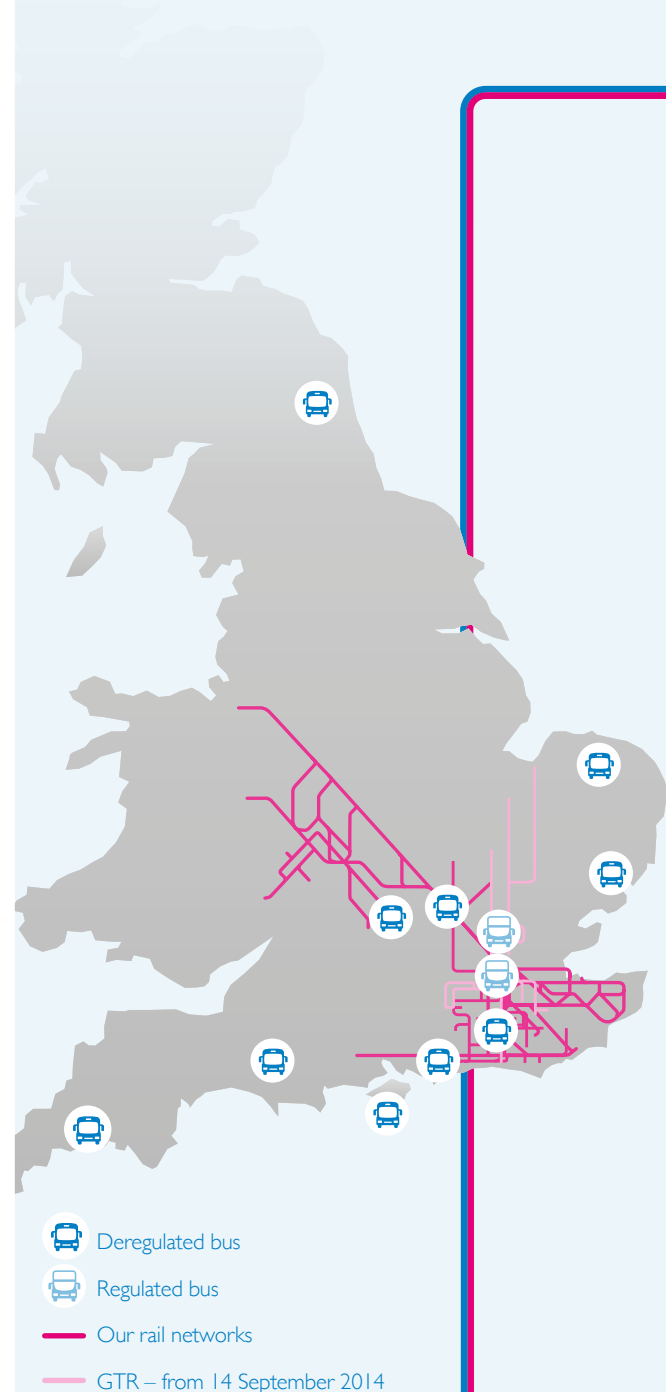 Deregulated bus
Regulated bus
Our rail networks
GTR – from 14 September 2014